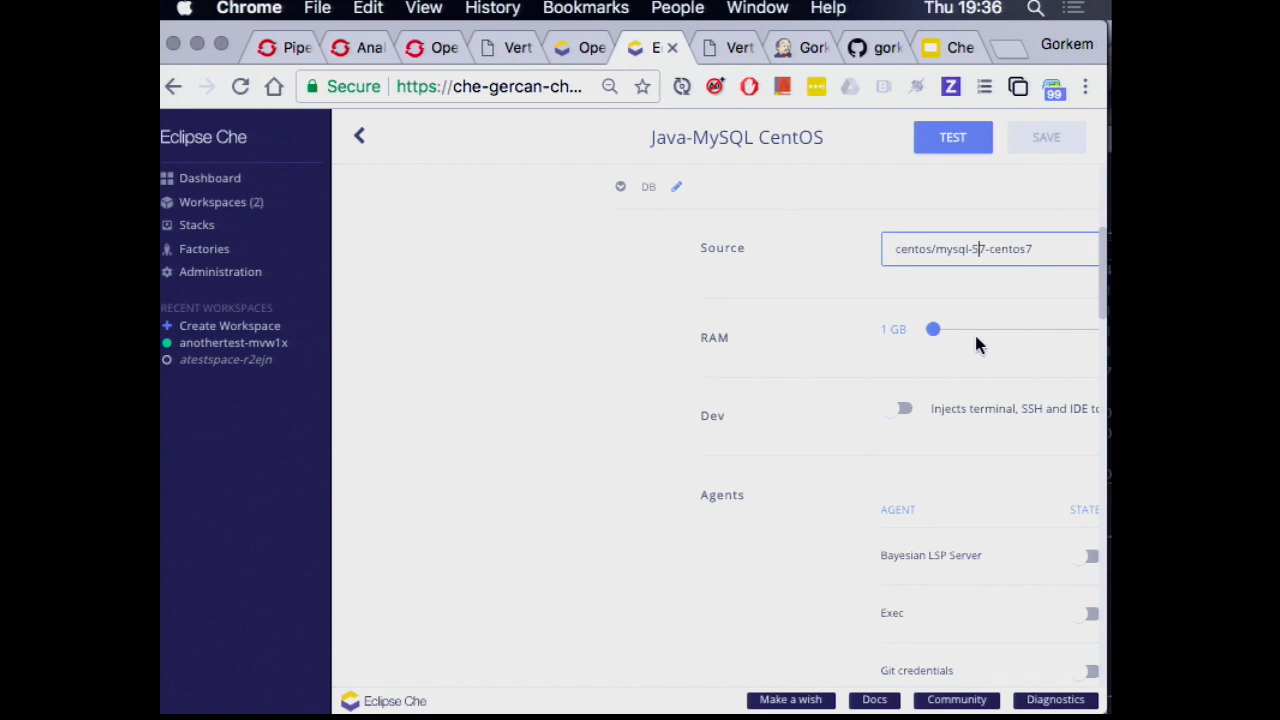 Chrome File Edit View History Bookmarks People Window Help Thu 19:36
Pipe Anal Ope Vert Ope E Vert Gork gork Che Gorkem
Secure https://che-gercan-ch... 99
Eclipse Che
Java-MySQL CentOS TEST SAVE
Dashboard
Workspaces (2)
Stacks
Factories
Administration
RECENT WORKSPACES
Create Workspace
anothertest-mvw1x
atestspace-r2ejn
DB
Source centos/mysql-57-centos7
RAM 1 GB
Dev Injects terminal, SSH and IDE to
Agents
AGENT STATE
Bayesian LSP Server
Exec
Git credentials
Eclipse Che Make a wish Docs Community Diagnostics